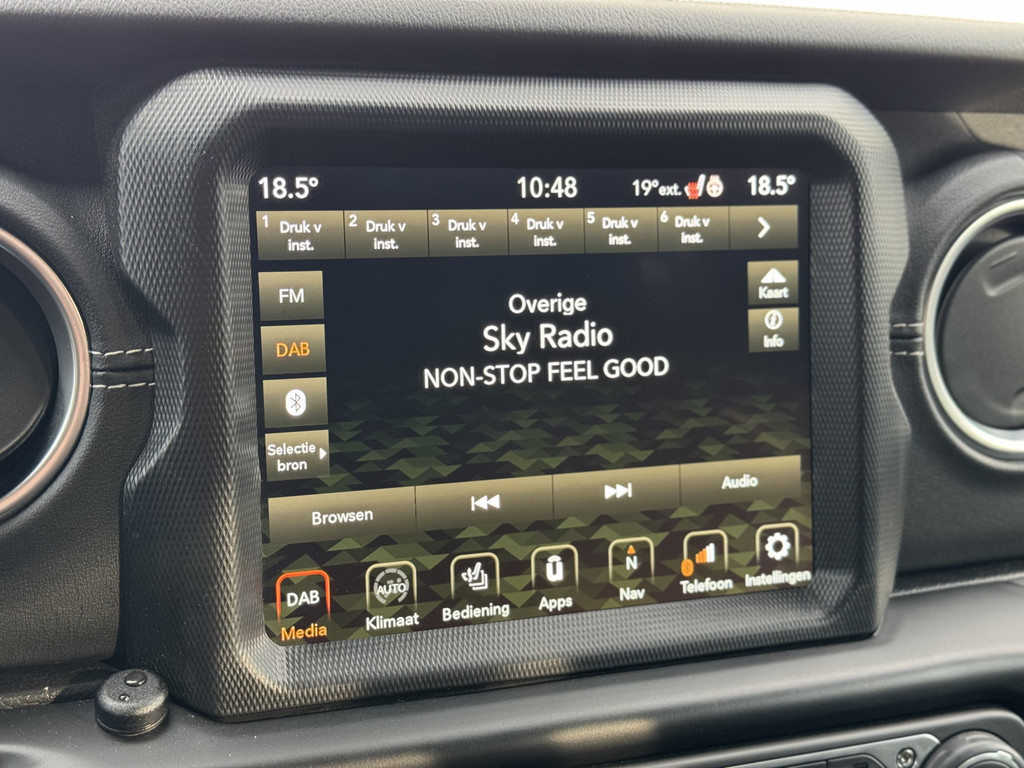 18.5° 10:48 19°ext. 18.5°
1 Druk v inst.
2 Druk v inst.
3 Druk v inst.
4 Druk v inst.
5 Druk v inst.
6 Druk v inst.
FM
DAB
Selectie
bron
Overige
Sky Radio
NON-STOP FEEL GOOD
Kaart
Info
Browsen
Audio
DAB
Media
AUTO
Klimaat
Bediening
Apps
N
Nav
Telefoon
Instellingen